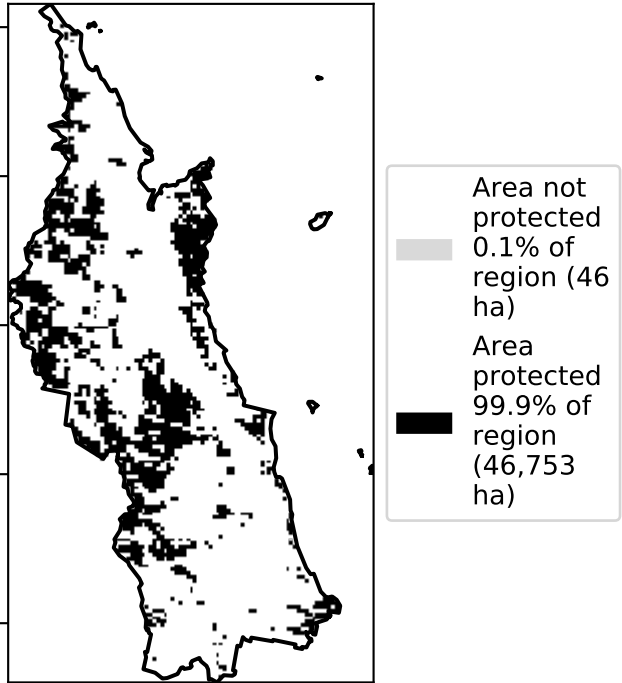 Area not
protected
0.1% of
region (46
ha)
Area
protected
99.9% of
region
(46,753
ha)